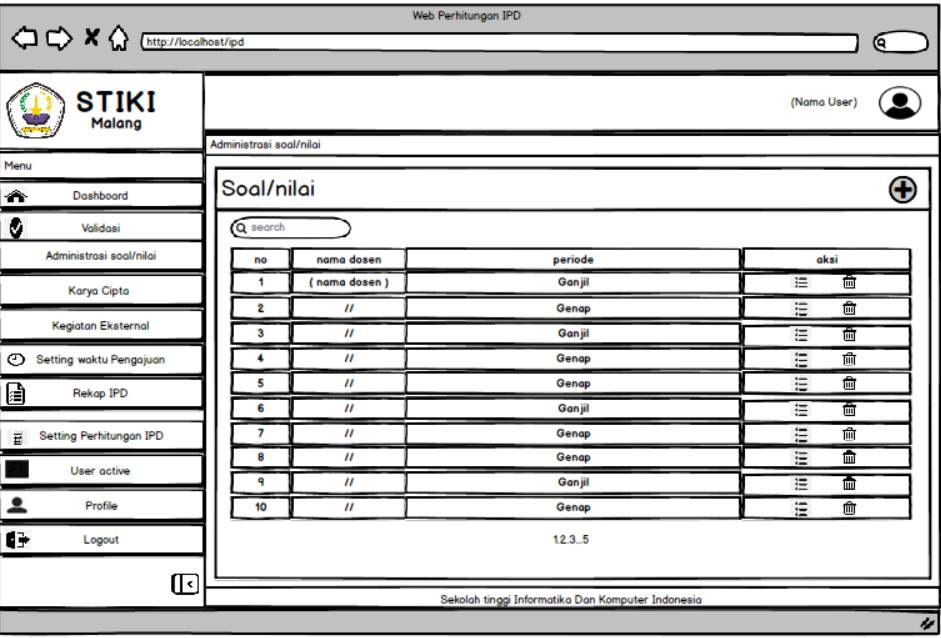 Web Perhitungan IPD
http://localhost/ipd
STIKI
Malang
(Nama User)
Administrasi soal/nilai
Menu
Dashboard
Validasi
Administrasi soal/nilai
Karya Cipta
Kegiatan Eksternal
Setting waktu Pengajuan
Rekap IPD
Setting Perhitungan IPD
User active
Profile
Logout
Soal/nilai
search
no nama dosen periode aksi
1 ( nama dosen ) Ganjil
2 // Genap
3 // Ganjil
4 // Genap
5 // Genap
6 // Ganjil
7 // Genap
8 // Genap
9 // Ganjil
10 // Genap
1.2.3...5
Sekolah tinggi Informatika Dan Komputer Indonesia